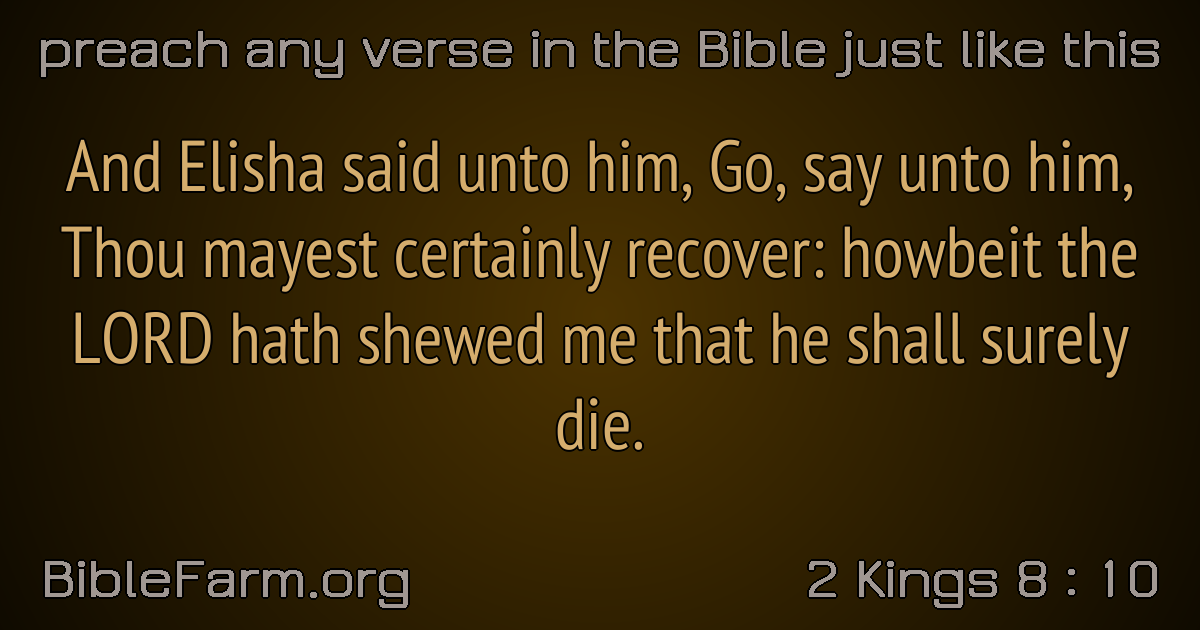 preach any verse in the Bible just like this
And Elisha said unto him, Go, say unto him,
Thou mayest certainly recover: howbeit the
LORD hath shewed me that he shall surely
die.
BibleFarm.org
2 Kings 8 : 10